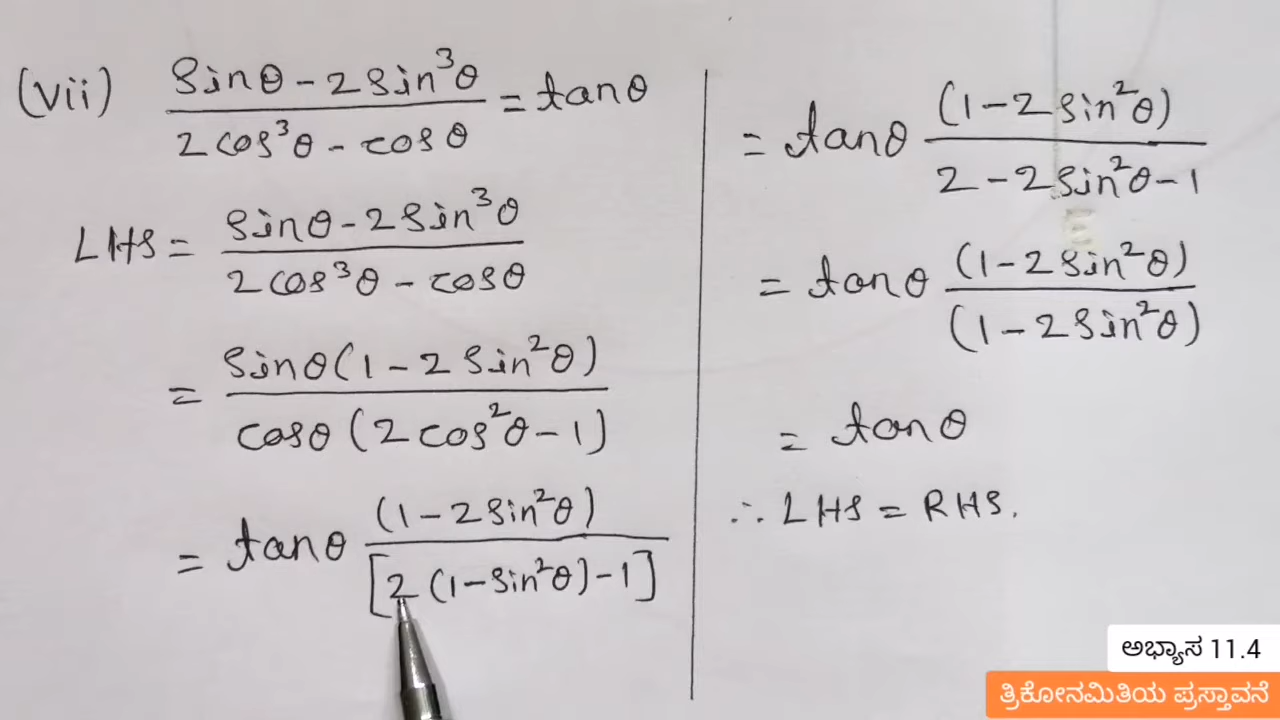 (vii) (sinθ - 2sin³θ)/(2cos³θ - cosθ) = tanθ
LHS = (sinθ - 2sin³θ)/(2cos³θ - cosθ)
= sinθ(1 - 2sin²θ)/cosθ(2cos²θ - 1)
= tanθ (1 - 2sin²θ)/[2(1 - sin²θ) - 1]
= tanθ (1 - 2sin²θ)/(2 - 2sin²θ - 1)
= tanθ (1 - 2sin²θ)/(1 - 2sin²θ)
= tanθ
∴ LHS = RHS.
ಅಭ್ಯಾಸ 11.4
ತ್ರಿಕೋನಮಿತಿಯ ಪ್ರಸ್ತಾವನೆ